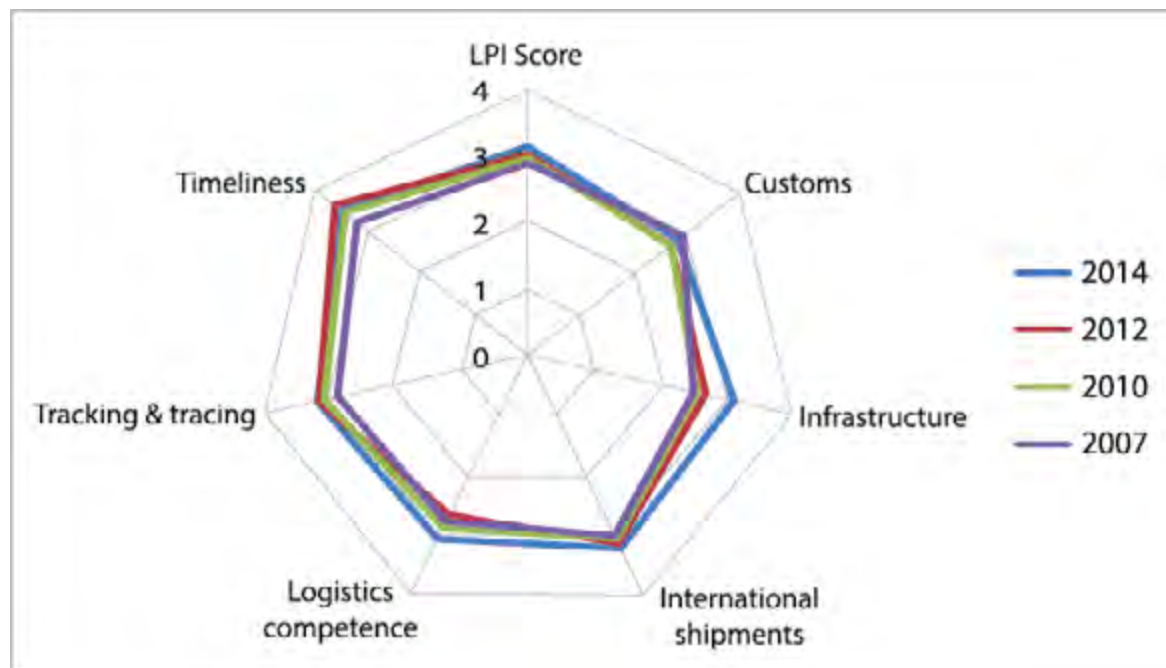 LPI Score
4
3
2
1
0
Customs
Infrastructure
International
shipments
Logistics
competence
Tracking & tracing
Timeliness
2014
2012
2010
2007